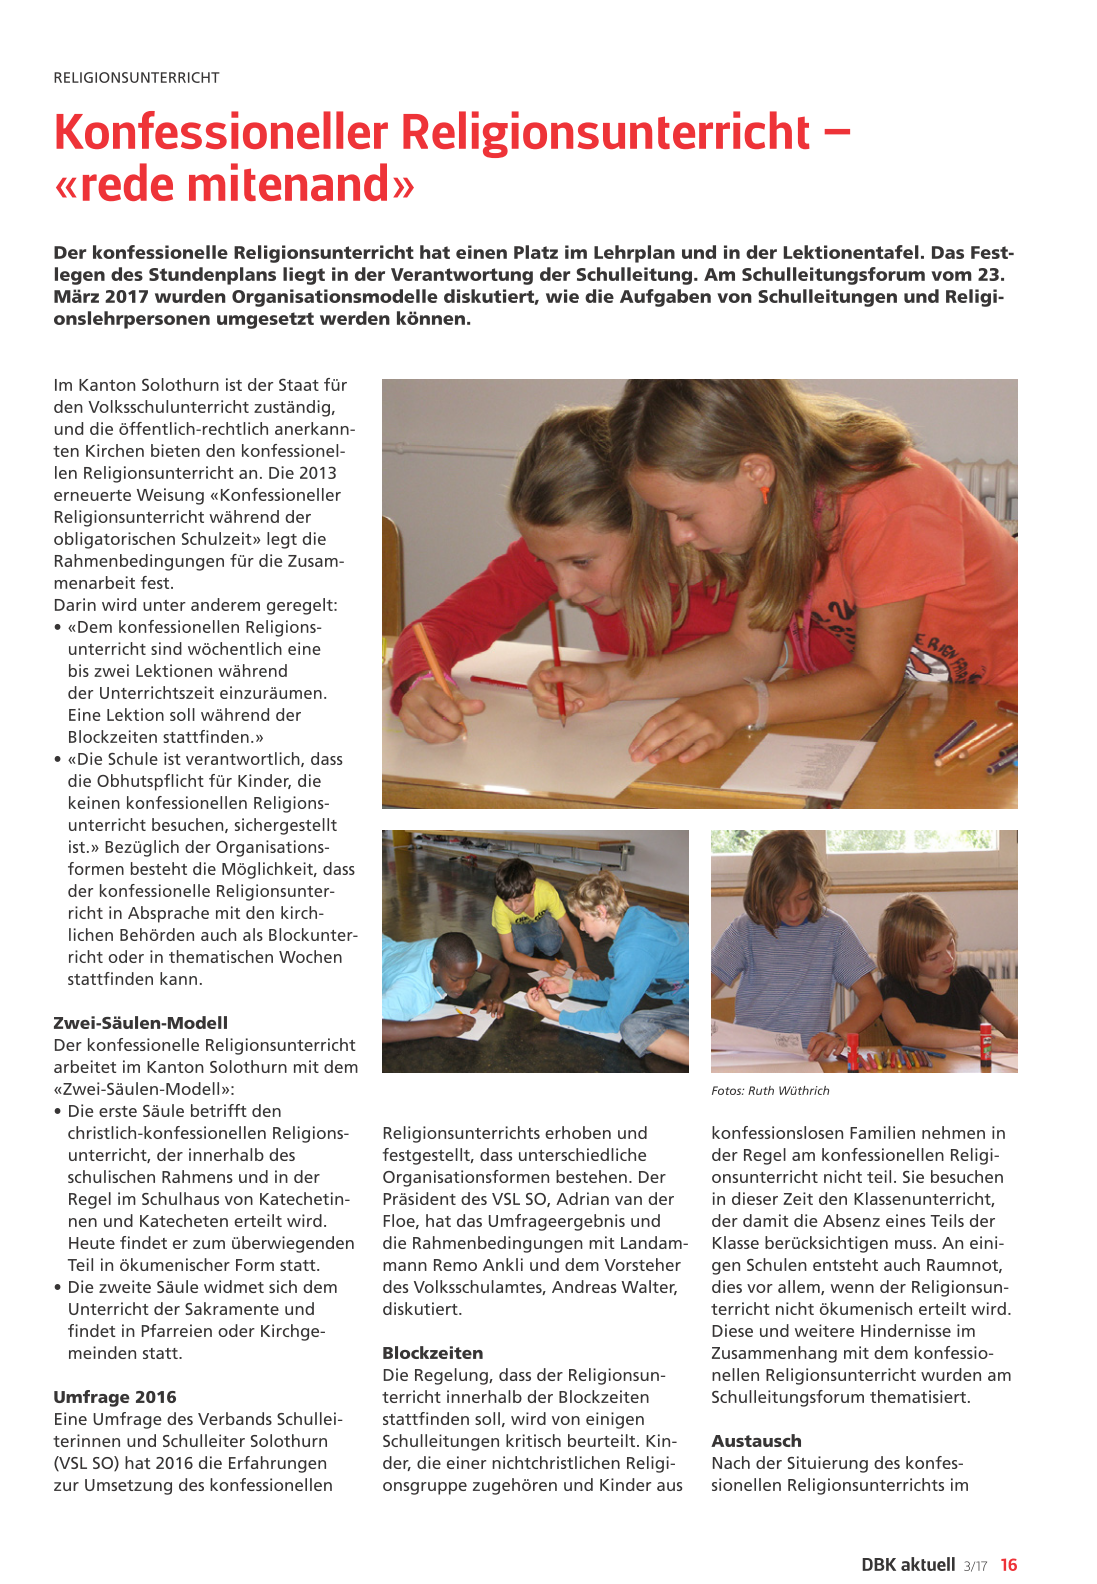 RELIGIONSUNTERRICHT
Konfessioneller Religionsunterricht –
«rede mitenand»
Der konfessionelle Religionsunterricht hat einen Platz im Lehrplan und in der Lektionentafel. Das Fest-
legen des Stundenplans liegt in der Verantwortung der Schulleitung. Am Schulleitungsforum vom 23.
März 2017 wurden Organisationsmodelle diskutiert, wie die Aufgaben von Schulleitungen und Religi-
onslehrpersonen umgesetzt werden können.
Im Kanton Solothurn ist der Staat für
den Volksschulunterricht zuständig,
und die öffentlich-rechtlich anerkann-
ten Kirchen bieten den konfessionel-
len Religionsunterricht an. Die 2013
erneuerte Weisung «Konfessioneller
Religionsunterricht während der
obligatorischen Schulzeit» legt die
Rahmenbedingungen für die Zusam-
menarbeit fest.
Darin wird unter anderem geregelt:
• «Dem konfessionellen Religions-
unterricht sind wöchentlich eine
bis zwei Lektionen während
der Unterrichtszeit einzuräumen.
Eine Lektion soll während der
Blockzeiten stattfinden.»
• «Die Schule ist verantwortlich, dass
die Obhutspflicht für Kinder, die
keinen konfessionellen Religions-
unterricht besuchen, sichergestellt
ist.» Bezüglich der Organisations-
formen besteht die Möglichkeit, dass
der konfessionelle Religionsunter-
richt in Absprache mit den kirch-
lichen Behörden auch als Blockunter-
richt oder in thematischen Wochen
stattfinden kann.
Zwei-Säulen-Modell
Der konfessionelle Religionsunterricht
arbeitet im Kanton Solothurn mit dem
«Zwei-Säulen-Modell»:
• Die erste Säule betrifft den
christlich-konfessionellen Religions-
unterricht, der innerhalb des
schulischen Rahmens und in der
Regel im Schulhaus von Katechetin-
nen und Katecheten erteilt wird.
Heute findet er zum überwiegenden
Teil in ökumenischer Form statt.
• Die zweite Säule widmet sich dem
Unterricht der Sakramente und
findet in Pfarreien oder Kirchge-
meinden statt.
Umfrage 2016
Eine Umfrage des Verbands Schullei-
terinnen und Schulleiter Solothurn
(VSL SO) hat 2016 die Erfahrungen
zur Umsetzung des konfessionellen
Fotos: Ruth Wüthrich
Religionsunterrichts erhoben und
festgestellt, dass unterschiedliche
Organisationsformen bestehen. Der
Präsident des VSL SO, Adrian van der
Floe, hat das Umfrageergebnis und
die Rahmenbedingungen mit Landam-
mann Remo Ankli und dem Vorsteher
des Volksschulamtes, Andreas Walter,
diskutiert.
Blockzeiten
Die Regelung, dass der Religionsun-
terricht innerhalb der Blockzeiten
stattfinden soll, wird von einigen
Schulleitungen kritisch beurteilt. Kin-
der, die einer nichtchristlichen Religi-
onsgruppe zugehören und Kinder aus
konfessionslosen Familien nehmen in
der Regel am konfessionellen Religi-
onsunterricht nicht teil. Sie besuchen
in dieser Zeit den Klassenunterricht,
der damit die Absenz eines Teils der
Klasse berücksichtigen muss. An eini-
gen Schulen entsteht auch Raumnot,
dies vor allem, wenn der Religionsun-
terricht nicht ökumenisch erteilt wird.
Diese und weitere Hindernisse im
Zusammenhang mit dem konfessio-
nellen Religionsunterricht wurden am
Schulleitungsforum thematisiert.
Austausch
Nach der Situierung des konfes-
sionellen Religionsunterrichts im
DBK aktuell 3/17 16